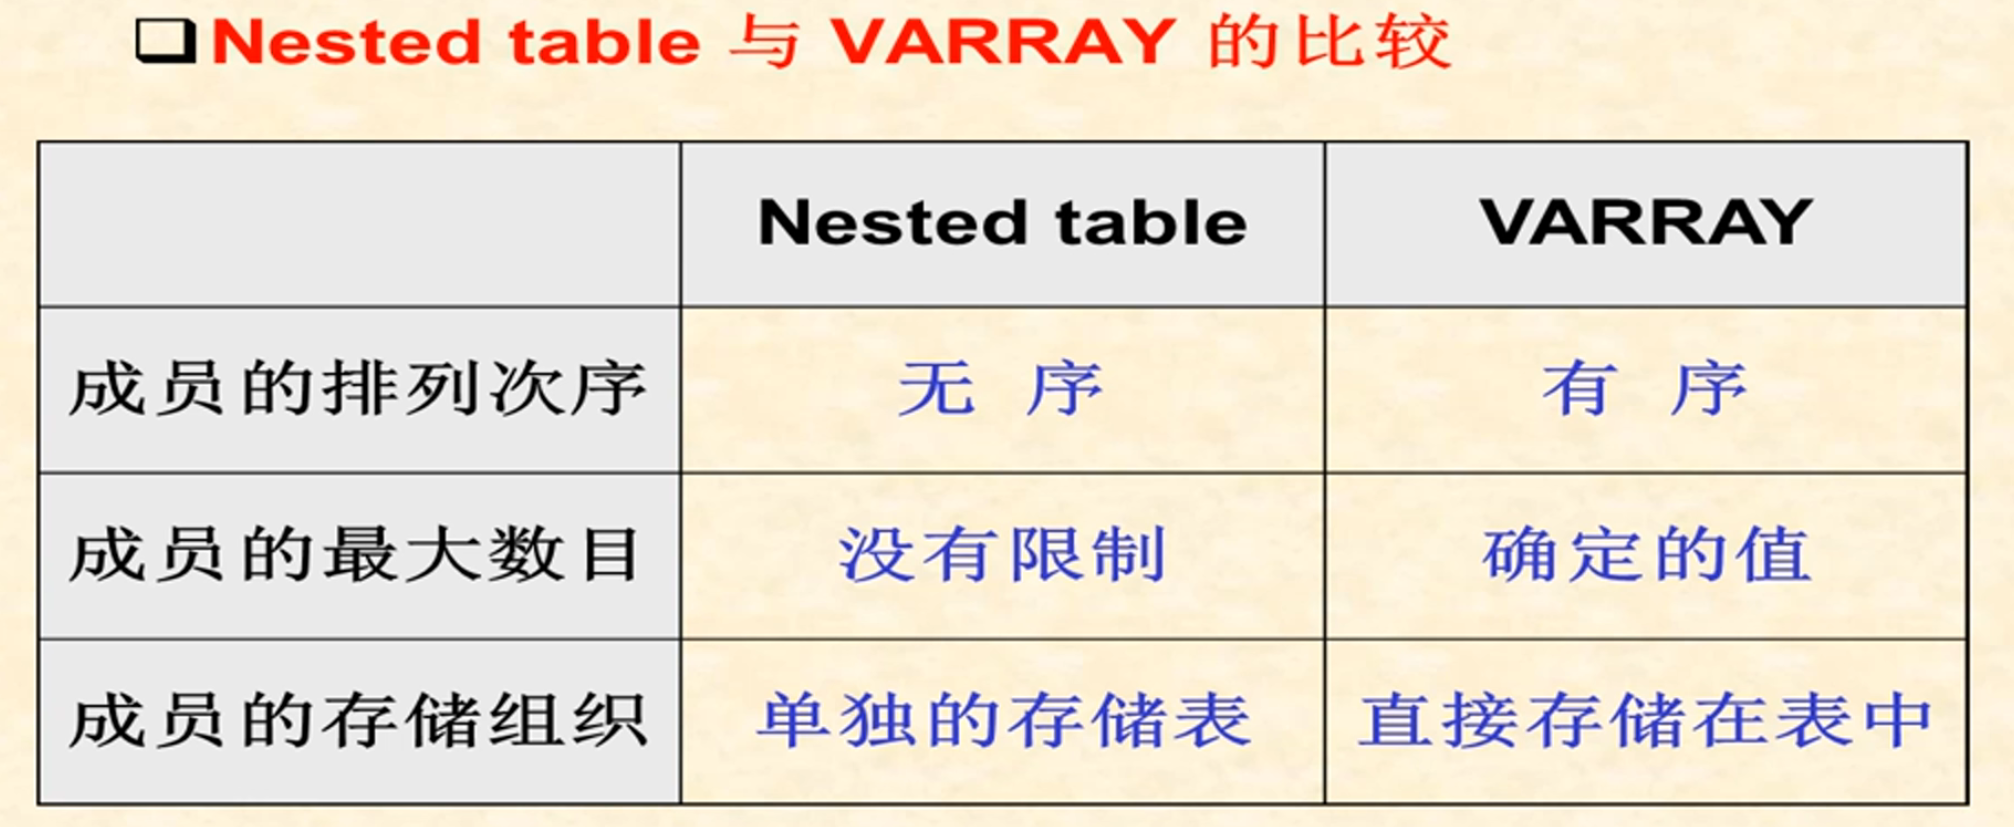 Nested table 与 VARRAY 的比较
Nested table VARRAY
成员的排列次序 无 序 有 序
成员的最大数目 没有限制 确定的值
成员的存储组织 单独的存储表 直接存储在表中